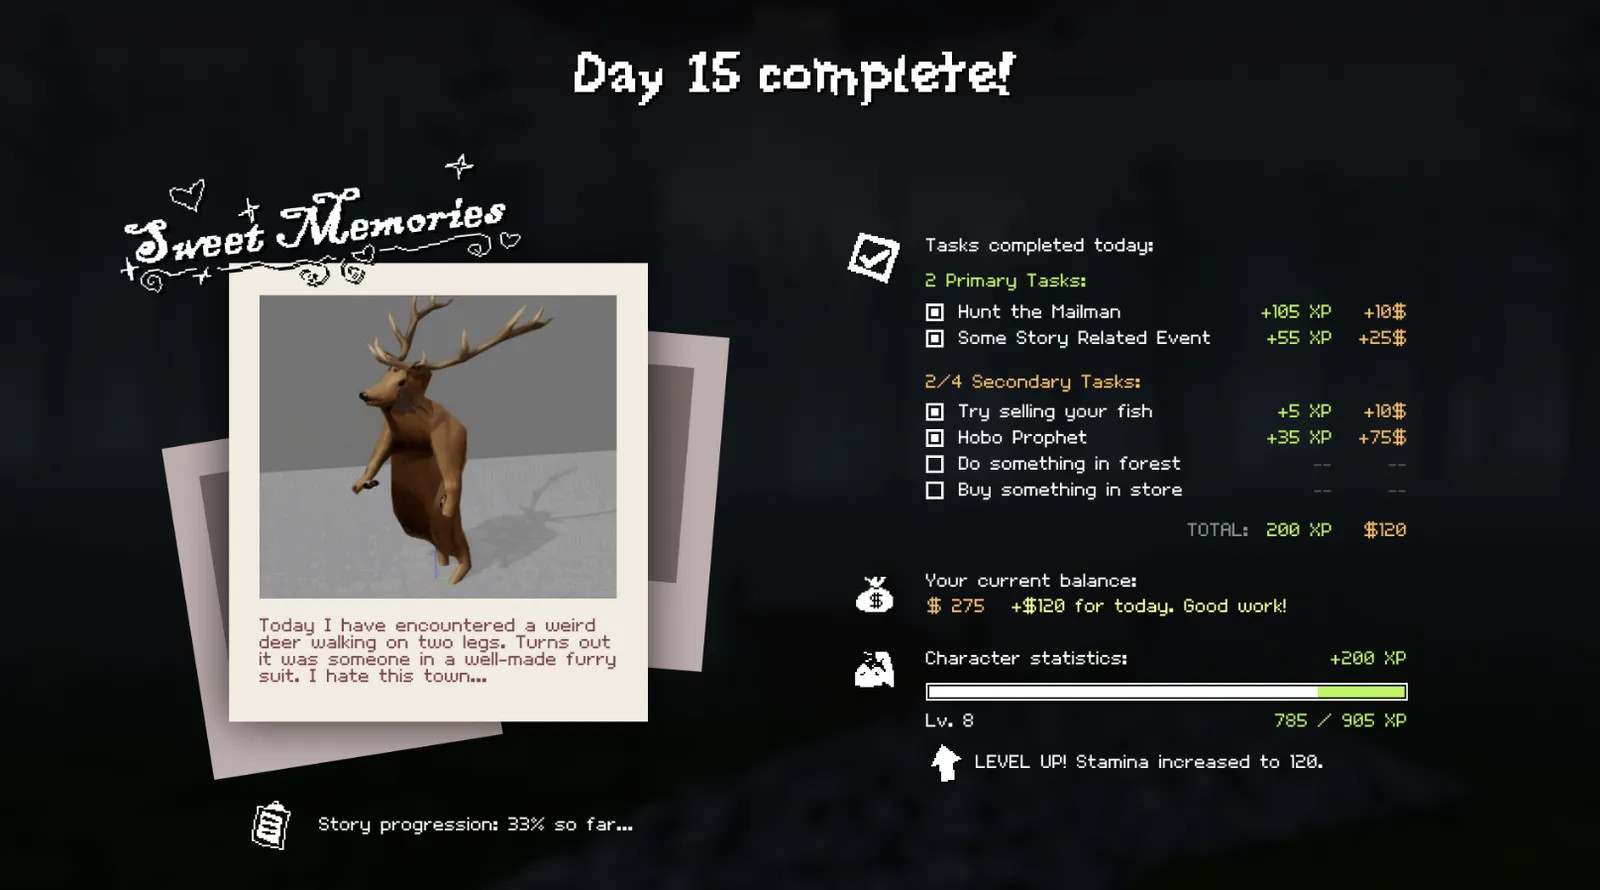 Day 15 complete!
Sweet Memories
Today I have encountered a weird
deer walking on two legs. Turns out
it was someone in a well-made furry
suit. I hate this town...
Story progression: 33% so far...
Tasks completed today:
2 Primary Tasks:
Hunt the Mailman +105 XP +10$
Some Story Related Event +55 XP +25$
2/4 Secondary Tasks:
Try selling your fish +5 XP +10$
Hobo Prophet +35 XP +75$
Do something in forest -- --
Buy something in store -- --
TOTAL: 200 XP $120
Your current balance:
$ 275 +$120 for today. Good work!
Character statistics: +200 XP
Lv. 8 785 / 905 XP
LEVEL UP! Stamina increased to 120.